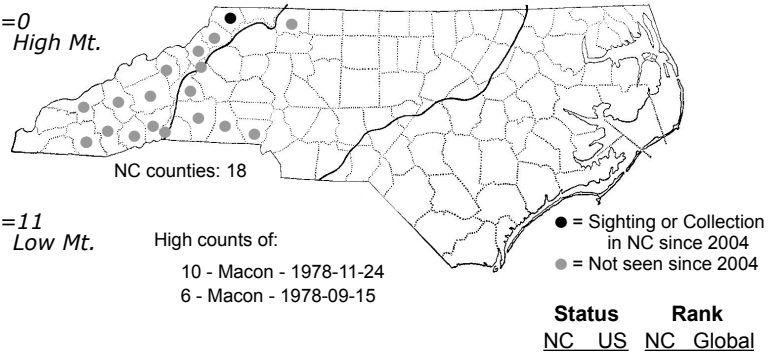 =0
High Mt.
NC counties: 18
=11
Low Mt.
High counts of:
10 - Macon - 1978-11-24
6 - Macon - 1978-09-15
= Sighting or Collection
in NC since 2004
= Not seen since 2004
Status Rank
NC US NC Global